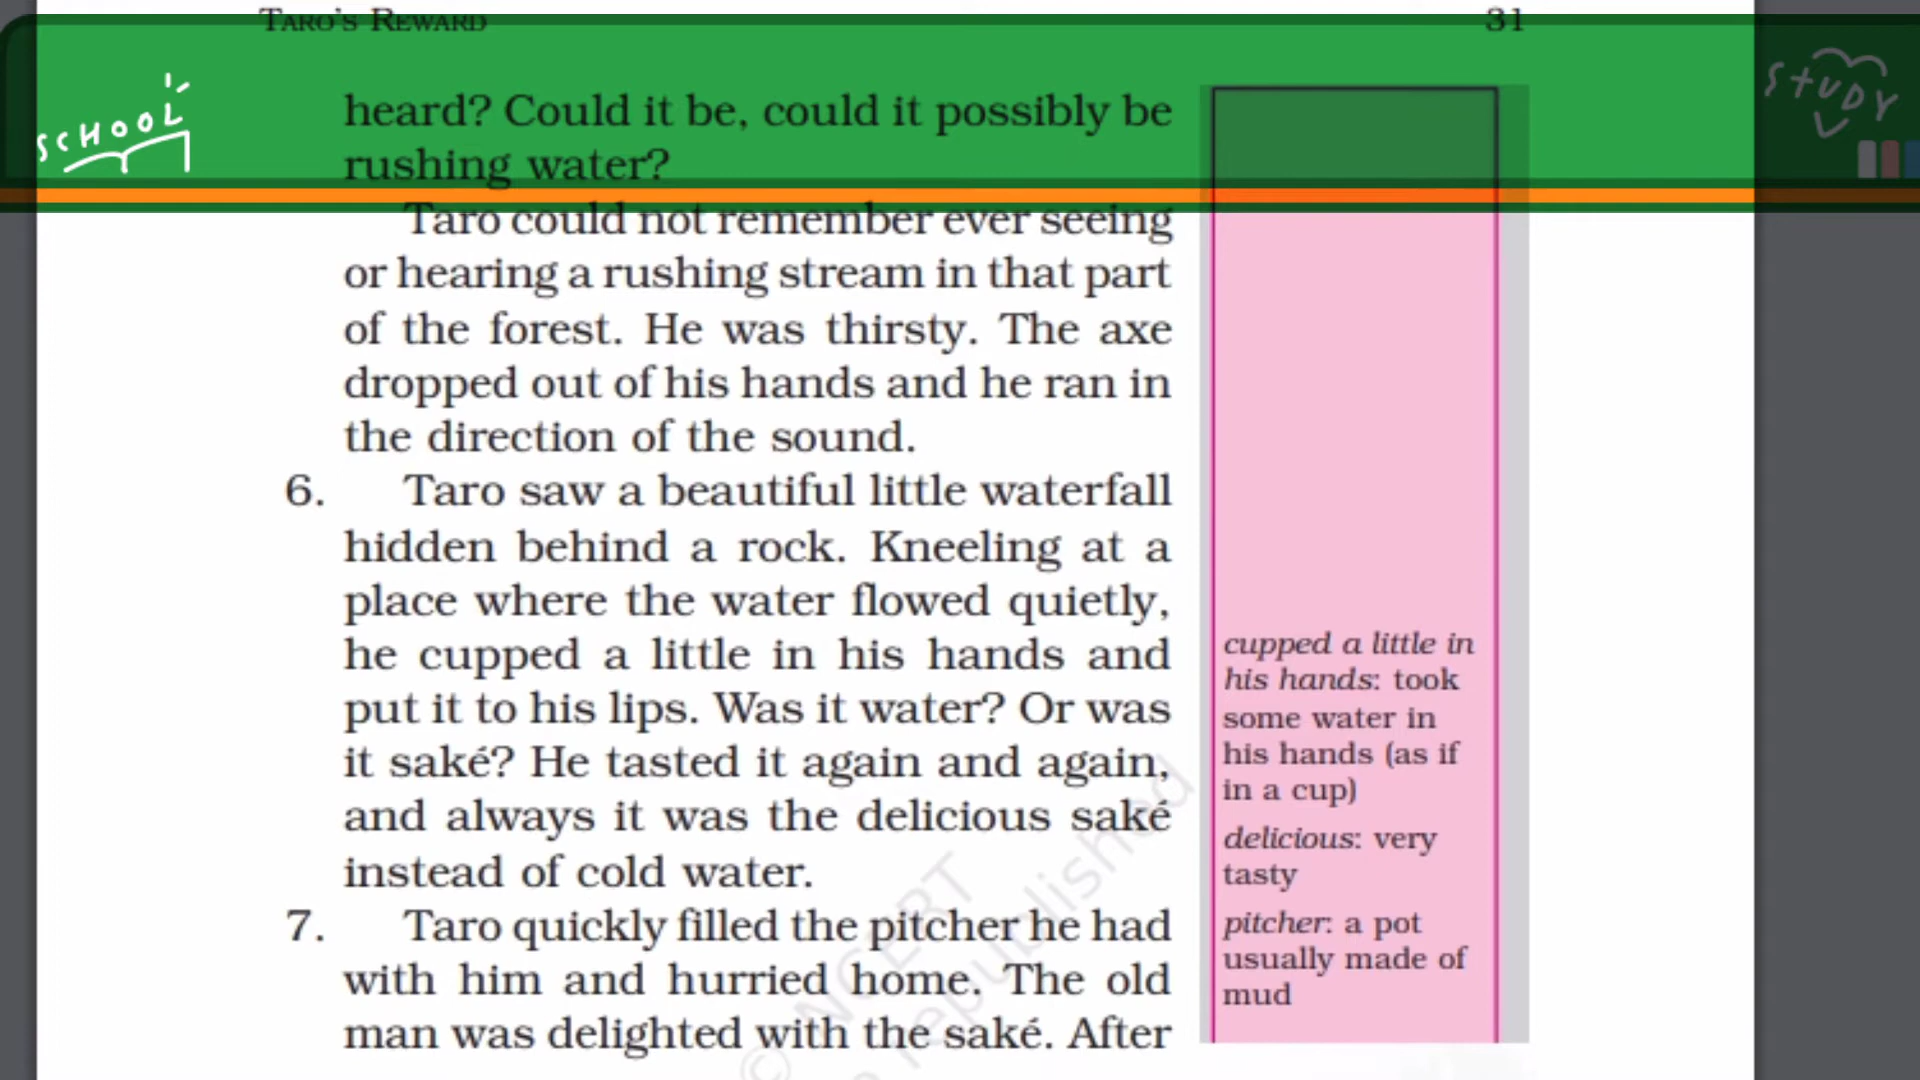 TARO'S REWARD
31
SCHOOL
STUDY
heard? Could it be, could it possibly be
rushing water?
Taro could not remember ever seeing
or hearing a rushing stream in that part
of the forest. He was thirsty. The axe
dropped out of his hands and he ran in
the direction of the sound.
6. Taro saw a beautiful little waterfall
hidden behind a rock. Kneeling at a
place where the water flowed quietly,
he cupped a little in his hands and
put it to his lips. Was it water? Or was
it saké? He tasted it again and again,
and always it was the delicious saké
instead of cold water.
7. Taro quickly filled the pitcher he had
with him and hurried home. The old
man was delighted with the saké. After
cupped a little in
his hands: took
some water in
his hands (as if
in a cup)
delicious: very
tasty
pitcher: a pot
usually made of
mud
© NCERT
republished